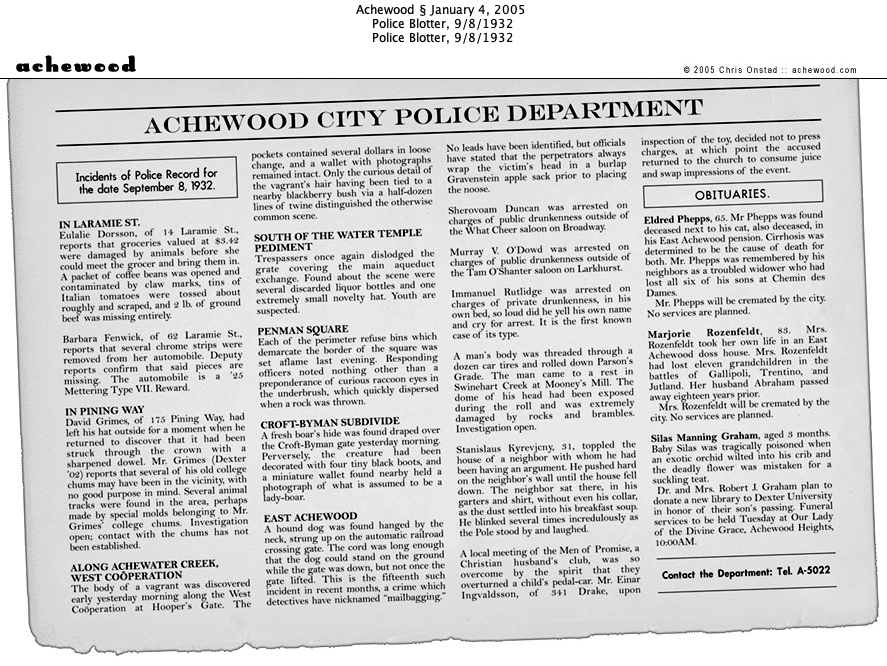 Achewood § January 4, 2005
Police Blotter, 9/8/1932
Police Blotter, 9/8/1932
achewood
© 2005 Chris Onstad :: achewood.com
ACHEWOOD CITY POLICE DEPARTMENT
Incidents of Police Record for
the date September 8, 1932.
IN LARAMIE ST.
Eulalie Dorsson, of 14 Laramie St.,
reports that groceries valued at $3.42
were damaged by animals before she
could meet the grocer and bring them in.
A packet of coffee beans was opened and
contaminated by claw marks, tins of
Italian tomatoes were tossed about
roughly and scraped, and 2 lb. of ground
beef was missing entirely.
Barbara Fenwick, of 62 Laramie St.,
reports that several chrome strips were
removed from her automobile. Deputy
reports confirm that said pieces are
missing. The automobile is a '25
Mettering Type VII. Reward.
IN PINING WAY
David Grimes, of 175 Pining Way, had
left his hat outside for a moment when he
returned to discover that it had been
struck through the crown with a
sharpened dowel. Mr. Grimes (Dexter
'02) reports that several of his old college
chums may have been in the vicinity, with
no good purpose in mind. Several animal
tracks were found in the area, perhaps
made by special molds belonging to Mr.
Grimes' college chums. Investigation
open; contact with the chums has not
been established.
ALONG ACHEWATER CREEK,
WEST COÖPERATION
The body of a vagrant was discovered
early yesterday morning along the West
Coöperation at Hooper's Gate. The
pockets contained several dollars in loose
change, and a wallet with photographs
remained intact. Only the curious detail of
the vagrant's hair having been tied to a
nearby blackberry bush via a half-dozen
lines of twine distinguished the otherwise
common scene.
SOUTH OF THE WATER TEMPLE
PEDIMENT
Trespassers once again dislodged the
grate covering the main aqueduct
exchange. Found about the scene were
several discarded liquor bottles and one
extremely small novelty hat. Youth are
suspected.
PENMAN SQUARE
Each of the perimeter refuse bins which
demarcate the border of the square was
set aflame last evening. Responding
officers noted nothing other than a
preponderance of curious raccoon eyes in
the underbrush, which quickly dispersed
when a rock was thrown.
CROFT-BYMAN SUBDIVIDE
A fresh boar's hide was found draped over
the Croft-Byman gate yesterday morning.
Perversely, the creature had been
decorated with four tiny black boots, and
a miniature wallet found nearby held a
photograph of what is assumed to be a
lady-boar.
EAST ACHEWOOD
A hound dog was found hanged by the
neck, strung up on the automatic railroad
crossing gate. The cord was long enough
that the dog could stand on the ground
while the gate was down, but not once the
gate lifted. This is the fifteenth such
incident in recent months, a crime which
detectives have nicknamed "mailbagging."
No leads have been identified, but officials
have stated that the perpetrators always
wrap the victim's head in a burlap
Gravenstein apple sack prior to placing
the noose.
Sherovoam Duncan was arrested on
charges of public drunkenness outside of
the What Cheer saloon on Broadway.
Murray V. O'Dowd was arrested on
charges of public drunkenness outside of
the Tam O'Shanter saloon on Larkhurst.
Immanuel Rutlidge was arrested on
charges of private drunkenness, in his
own bed, so loud did he yell his own name
and cry for arrest. It is the first known
case of its type.
A man's body was threaded through a
dozen car tires and rolled down Parson's
Grade. The man came to a rest in
Swinehart Creek at Mooney's Mill. The
dome of his head had been exposed
during the roll and was extremely
damaged by rocks and brambles.
Investigation open.
Stanislaus Kyrevjcny, 31, toppled the
house of a neighbor with whom he had
been having an argument. He pushed hard
on the neighbor's wall until the house fell
down. The neighbor sat there, in his
garters and shirt, without even his collar,
as the dust settled into his breakfast soup.
He blinked several times incredulously as
the Pole stood by and laughed.
A local meeting of the Men of Promise, a
Christian husband's club, was so
overcome by the spirit that they
overturned a child's pedal-car. Mr. Einar
Ingvaldsson, of 341 Drake, upon
inspection of the toy, decided not to press
charges, at which point the accused
returned to the church to consume juice
and swap impressions of the event.
OBITUARIES.
Eldred Phepps, 65. Mr Phepps was found
deceased next to his cat, also deceased, in
his East Achewood pension. Cirrhosis was
determined to be the cause of death for
both. Mr. Phepps was remembered by his
neighbors as a troubled widower who had
lost all six of his sons at Chemin des
Dames.
Mr. Phepps will be cremated by the city.
No services are planned.
Marjorie Rozenfeldt, 83. Mrs.
Rozenfeldt took her own life in an East
Achewood doss house. Mrs. Rozenfeldt
had lost eleven grandchildren in the
battles of Gallipoli, Trentino, and
Jutland. Her husband Abraham passed
away eighteen years prior.
Mrs. Rozenfeldt will be cremated by the
city. No services are planned.
Silas Manning Graham, aged 3 months.
Baby Silas was tragically poisoned when
an exotic orchid wilted into his crib and
the deadly flower was mistaken for a
suckling teat.
Dr. and Mrs. Robert J. Graham plan to
donate a new library to Dexter University
in honor of their son's passing. Funeral
services to be held Tuesday at Our Lady
of the Divine Grace, Achewood Heights,
10:00AM.
Contact the Department: Tel. A-5022